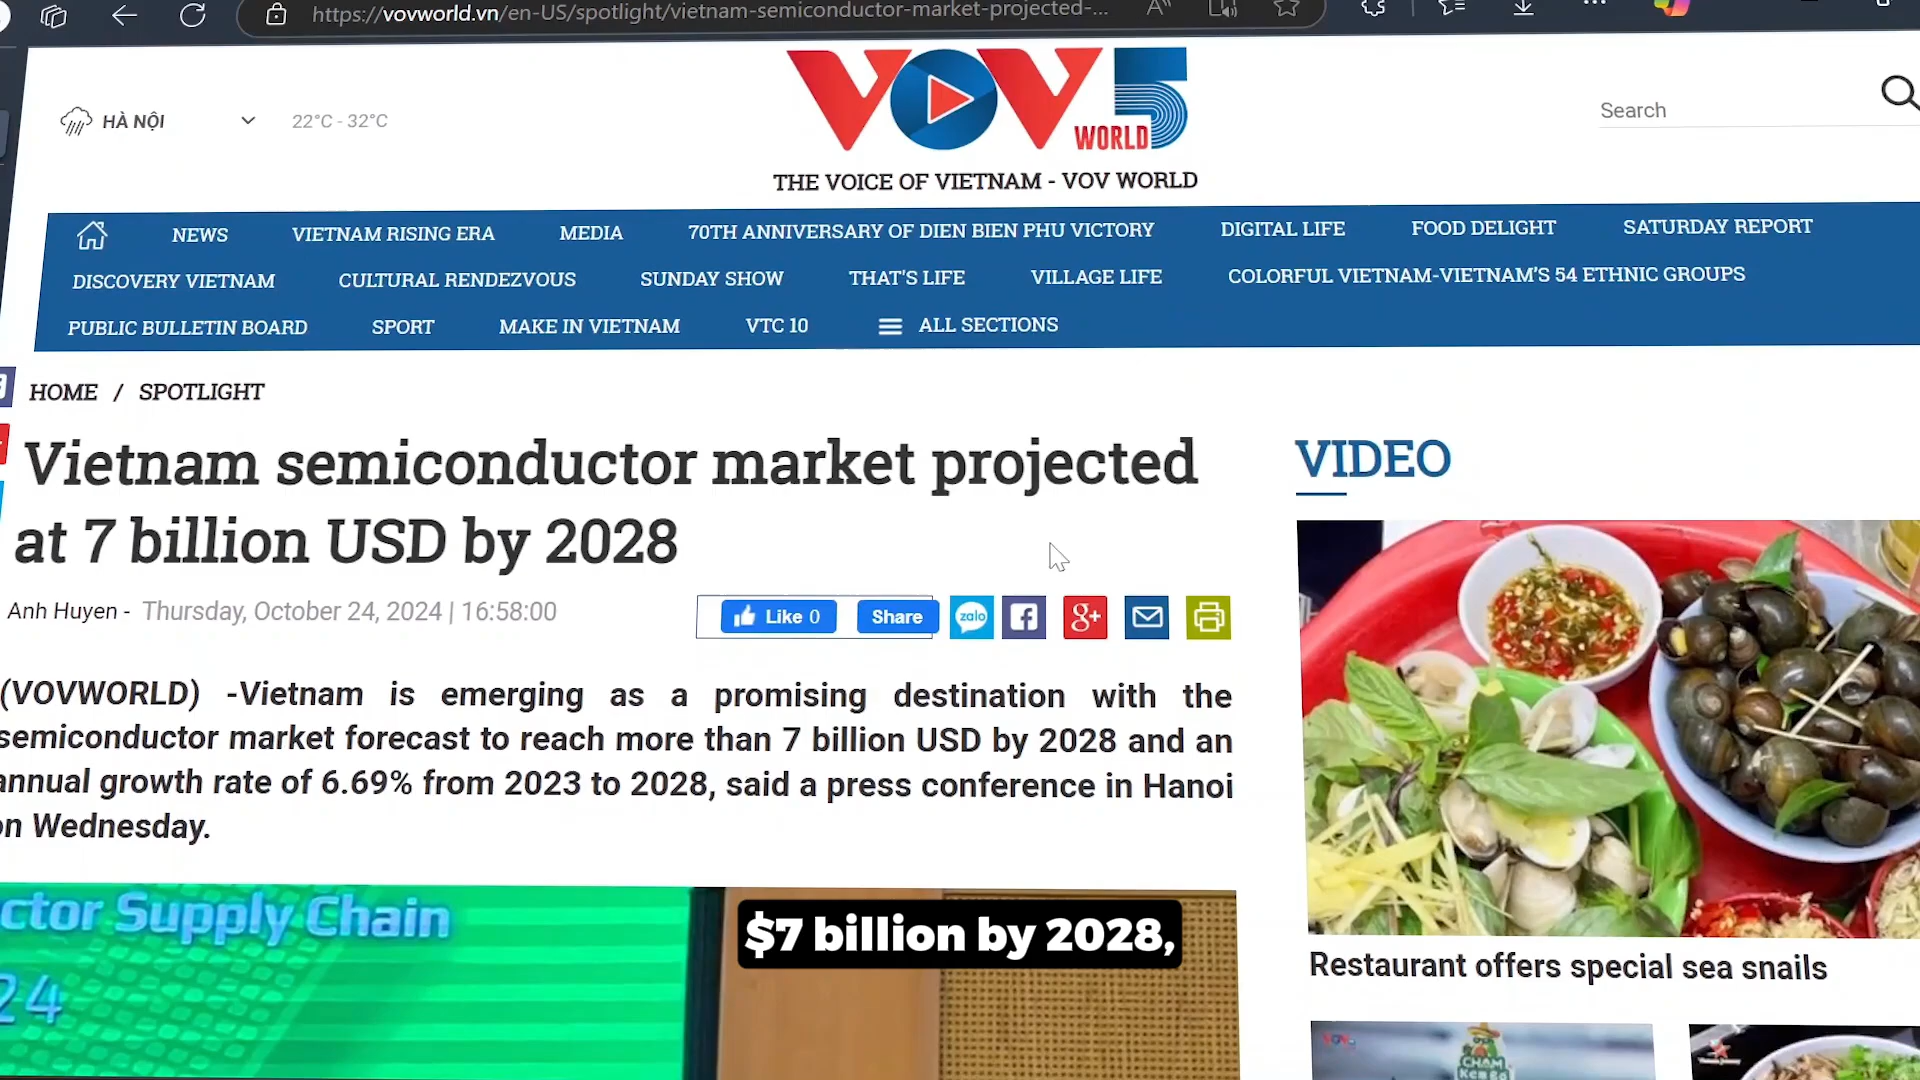 https://vovworld.vn/en-US/spotlight/vietnam-semiconductor-market-projected-...
HÀ NỘI
22°C - 32°C
VOV 5
WORLD
Search
THE VOICE OF VIETNAM - VOV WORLD
NEWS
VIETNAM RISING ERA
MEDIA
70TH ANNIVERSARY OF DIEN BIEN PHU VICTORY
DIGITAL LIFE
FOOD DELIGHT
SATURDAY REPORT
DISCOVERY VIETNAM
CULTURAL RENDEZVOUS
SUNDAY SHOW
THAT'S LIFE
VILLAGE LIFE
COLORFUL VIETNAM-VIETNAM'S 54 ETHNIC GROUPS
PUBLIC BULLETIN BOARD
SPORT
MAKE IN VIETNAM
VTC 10
ALL SECTIONS
HOME / SPOTLIGHT
Vietnam semiconductor market projected
at 7 billion USD by 2028
Anh Huyen - Thursday, October 24, 2024 | 16:58:00
Like 0
Share
zalo
g+
(VOVWORLD) -Vietnam is emerging as a promising destination with the
semiconductor market forecast to reach more than 7 billion USD by 2028 and an
annual growth rate of 6.69% from 2023 to 2028, said a press conference in Hanoi
on Wednesday.
ctor Supply Chain
24
$7 billion by 2028,
VIDEO
Restaurant offers special sea snails
VOV5
CHAM